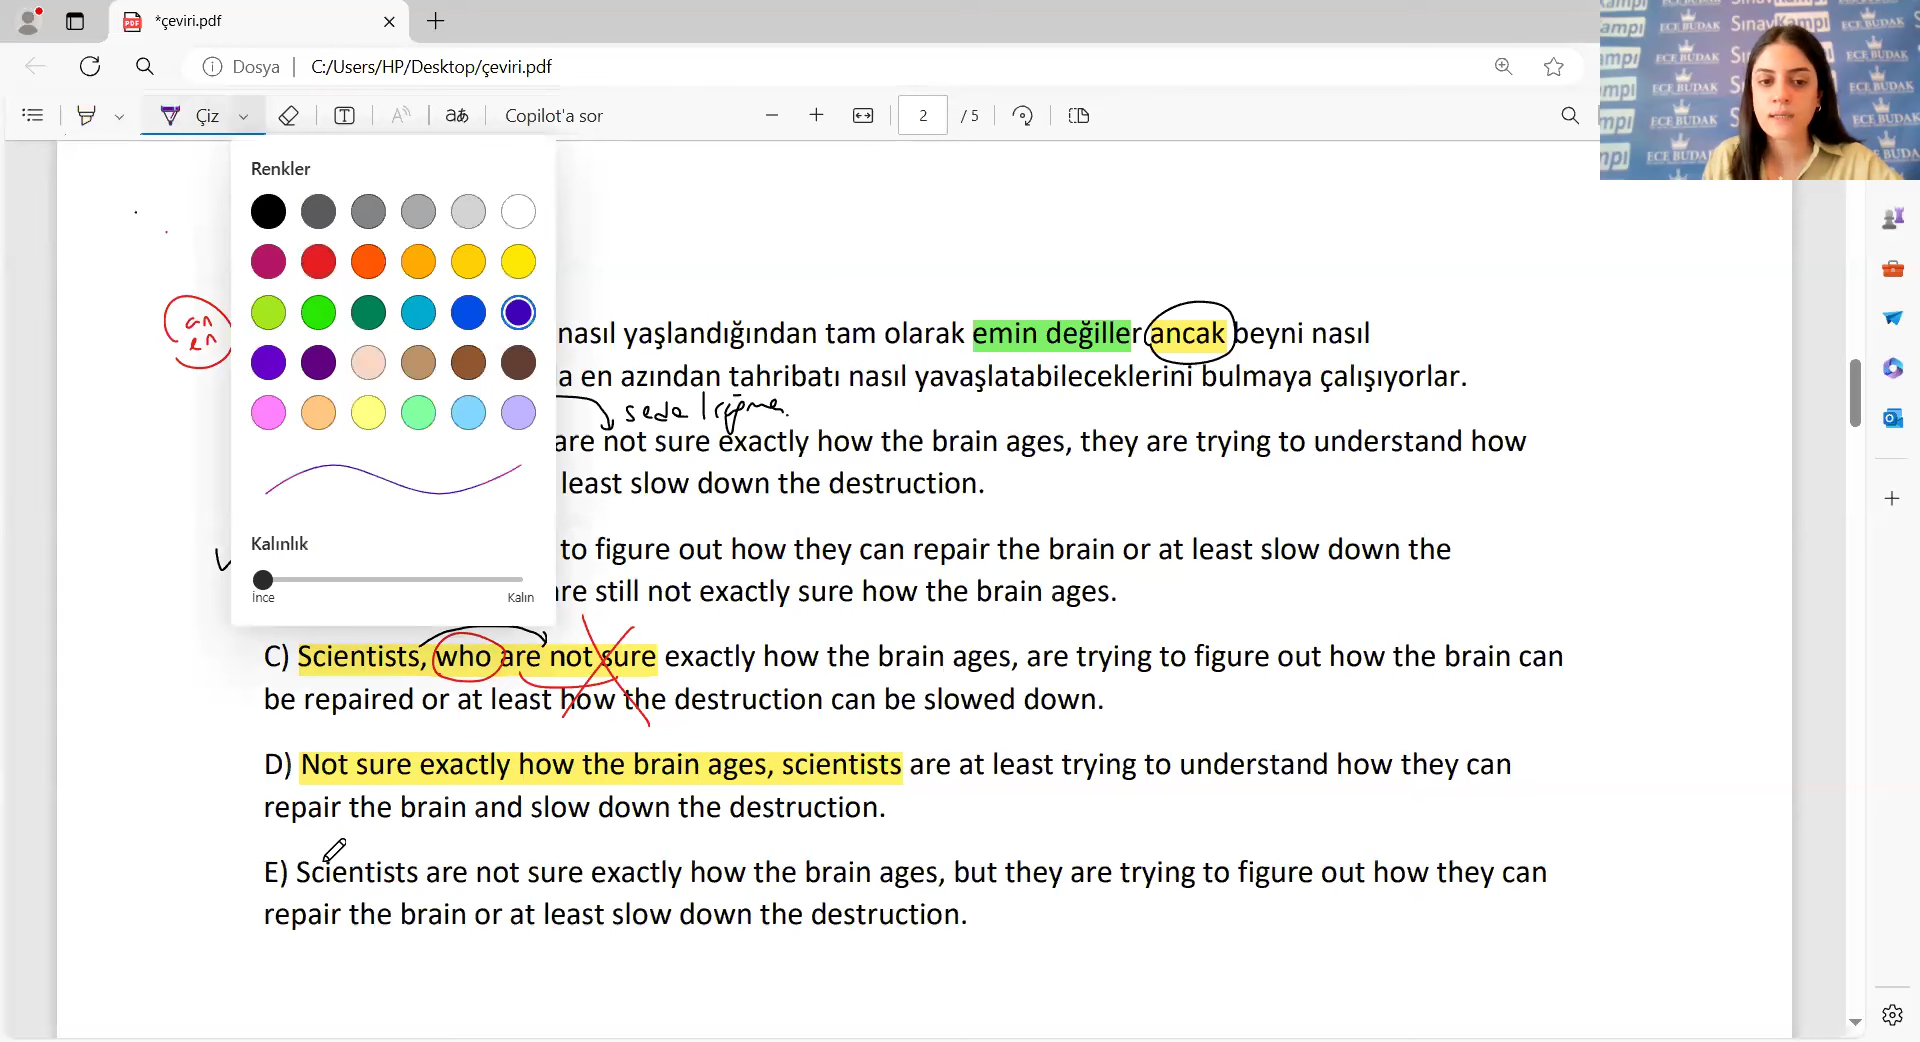 *çeviri.pdf
Dosya
C:/Users/HP/Desktop/çeviri.pdf
Çiz
aあ
Copilot'a sor
2
/ 5
Renkler
Kalınlık
İnce
Kalın
an
en
nasıl yaşlandığından tam olarak emin değiller ancak beyni nasıl
a en azından tahribatı nasıl yavaşlatabileceklerini bulmaya çalışıyorlar.
are not sure exactly how the brain ages, they are trying to understand how
least slow down the destruction.
to figure out how they can repair the brain or at least slow down the
are still not exactly sure how the brain ages.
C) Scientists, who are not sure exactly how the brain ages, are trying to figure out how the brain can
be repaired or at least how the destruction can be slowed down.
D) Not sure exactly how the brain ages, scientists are at least trying to understand how they can
repair the brain and slow down the destruction.
E) Scientists are not sure exactly how the brain ages, but they are trying to figure out how they can
repair the brain or at least slow down the destruction.
SınavKampı
ECE BUDAK